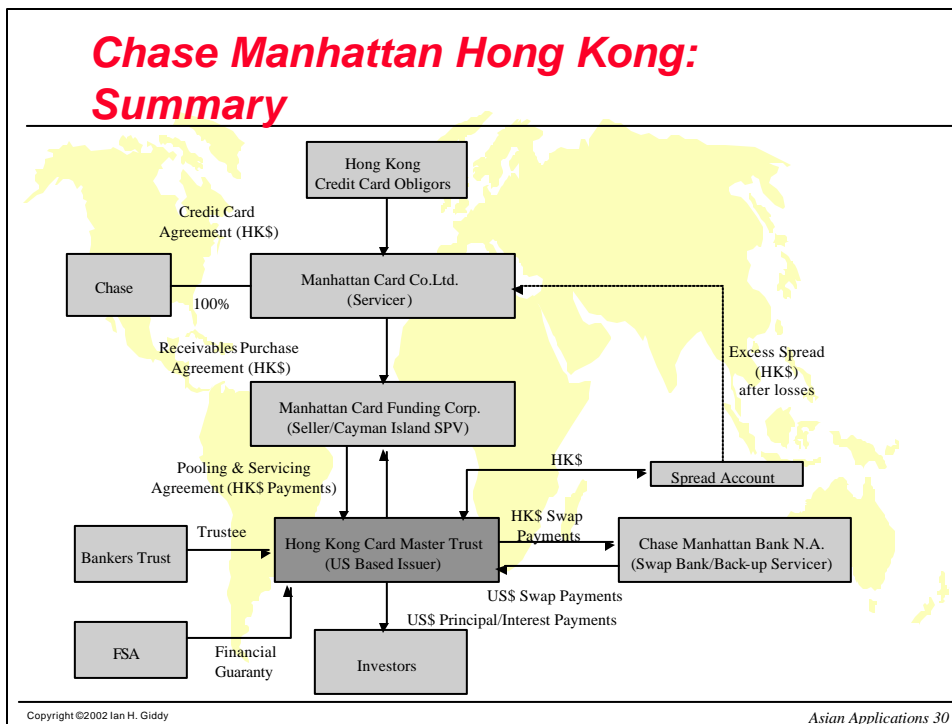 Chase Manhattan Hong Kong:
Summary
Hong Kong
Credit Card Obligors
Credit Card
Agreement (HK$)
Chase
100%
Manhattan Card Co.Ltd.
(Servicer)
Receivables Purchase
Agreement (HK$)
Excess Spread
(HK$)
after losses
Manhattan Card Funding Corp.
(Seller/Cayman Island SPV)
Pooling & Servicing
Agreement (HK$ Payments)
HK$
Spread Account
Bankers Trust
Trustee
Hong Kong Card Master Trust
(US Based Issuer)
HK$ Swap
Payments
Chase Manhattan Bank N.A.
(Swap Bank/Back-up Servicer)
US$ Swap Payments
US$ Principal/Interest Payments
FSA
Financial
Guaranty
Investors
Copyright ©2002 Ian H. Giddy
Asian Applications 30